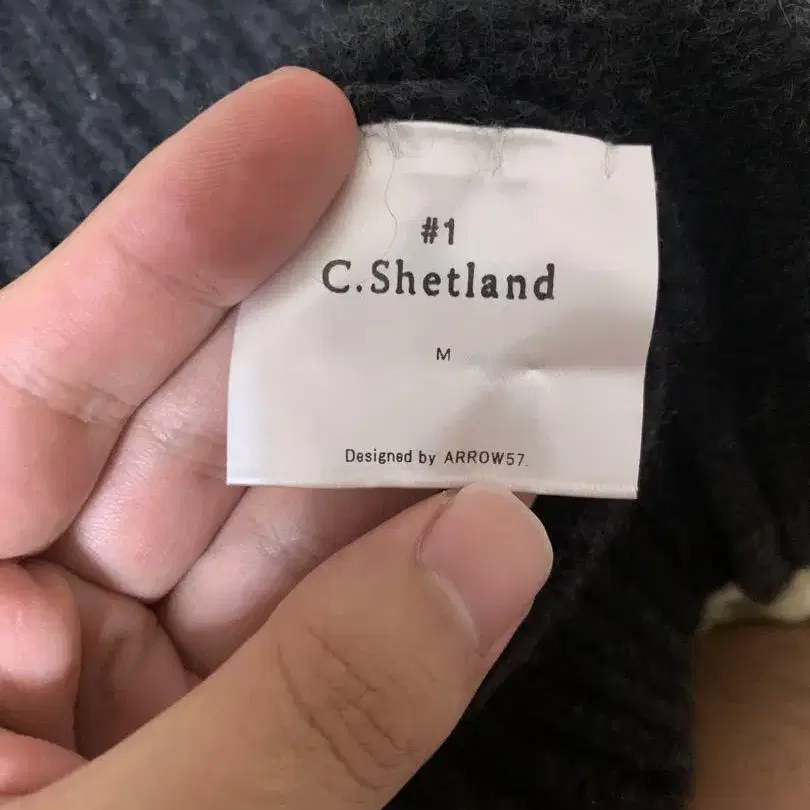 #1
C.Shetland
M
Designed by ARROW57.